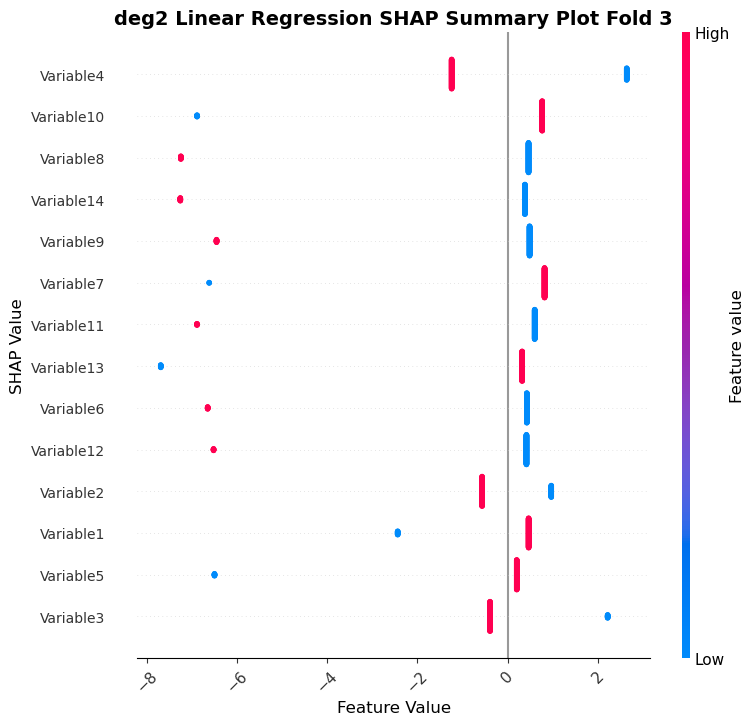 deg2 Linear Regression SHAP Summary Plot Fold 3
High
Variable4
Variable10
Variable8
Variable14
Variable9
Variable7
Variable11
Variable13
Variable6
Variable12
Variable2
Variable1
Variable5
Variable3
SHAP Value
Feature value
Low
−8
−6
−4
−2
0
2
Feature Value